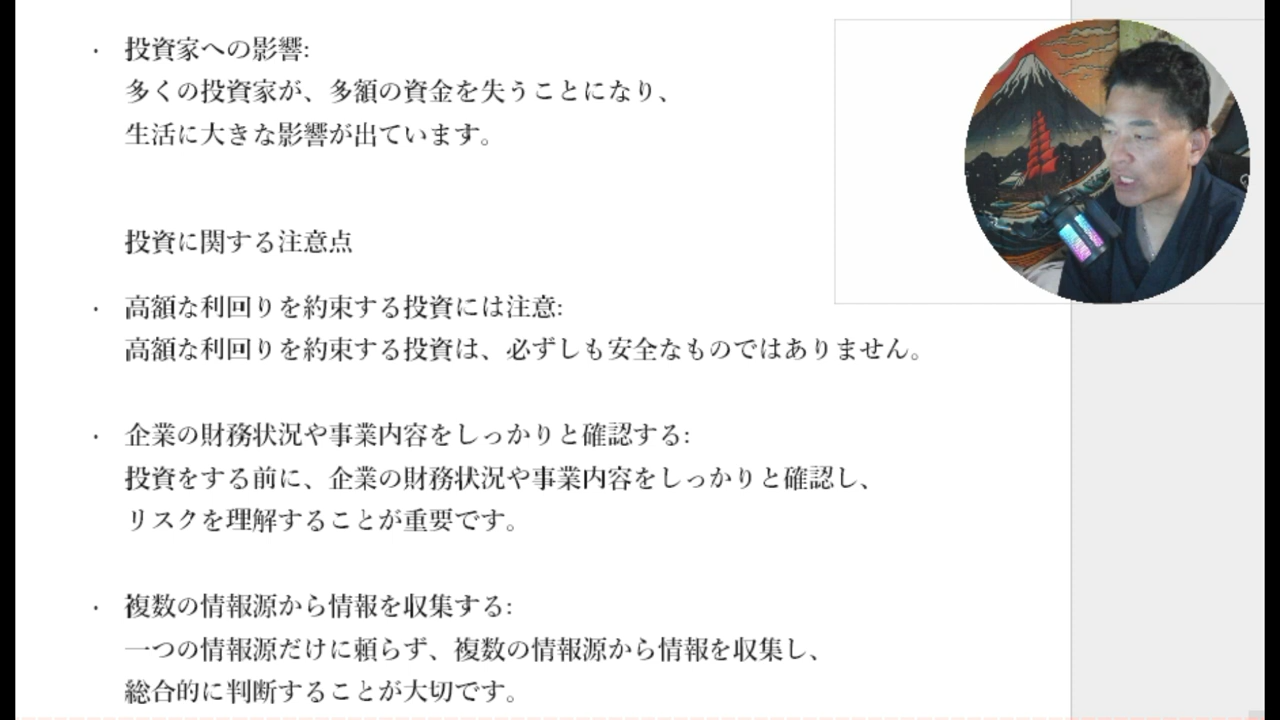 ・ 投資家への影響:
多くの投資家が、多額の資金を失うことになり、
生活に大きな影響が出ています。
投資に関する注意点
・ 高額な利回りを約束する投資には注意:
高額な利回りを約束する投資は、必ずしも安全なものではありません。
・ 企業の財務状況や事業内容をしっかりと確認する:
投資をする前に、企業の財務状況や事業内容をしっかりと確認し、
リスクを理解することが重要です。
・ 複数の情報源から情報を収集する:
一つの情報源だけに頼らず、複数の情報源から情報を収集し、
総合的に判断することが大切です。